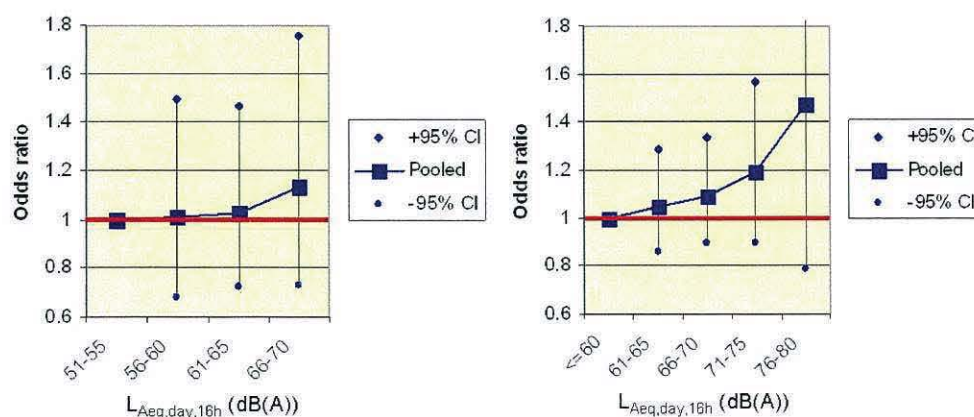 1.8
1.6
1.4
1.2
1
0.8
0.6
Odds ratio
51-55
56-60
61-65
66-70
LAeq,day,16h (dB(A))
+95% CI
Pooled
-95% CI
1.8
1.6
1.4
1.2
1
0.8
0.6
Odds ratio
<=60
61-65
66-70
71-75
76-80
LAeq,day,16h (dB(A))
+95% CI
Pooled
-95% CI